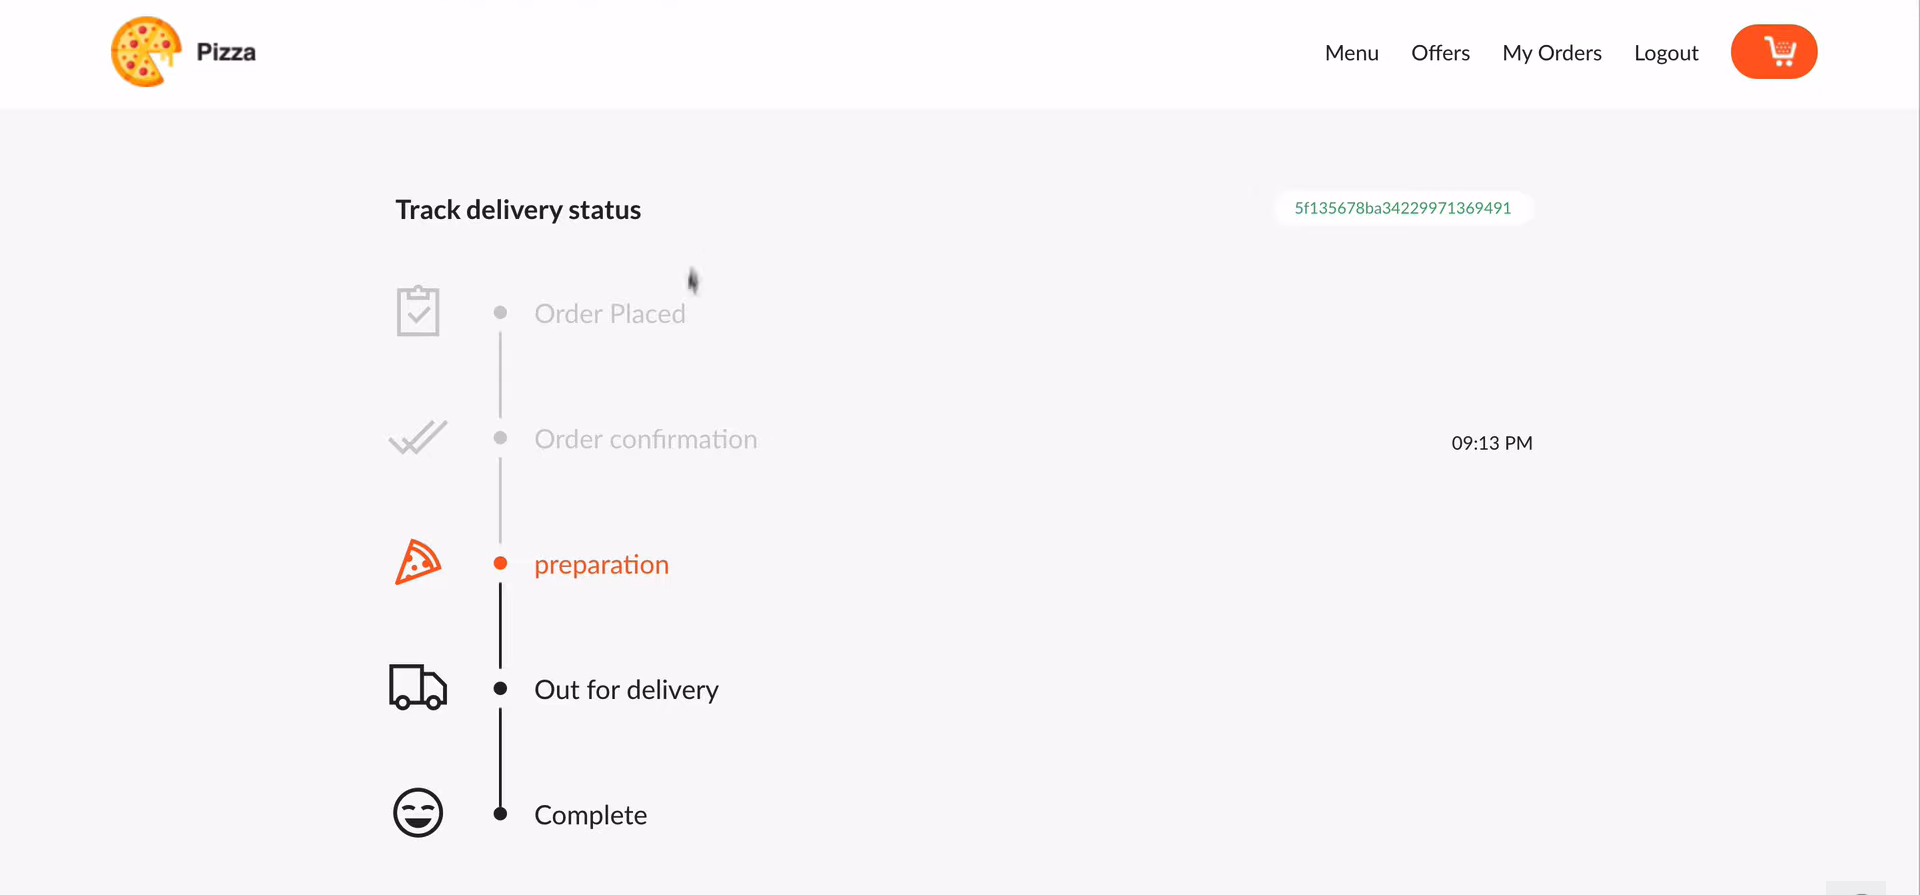 Pizza
Menu Offers My Orders Logout
Track delivery status
5f135678ba34229971369491
Order Placed
Order confirmation
09:13 PM
preparation
Out for delivery
Complete